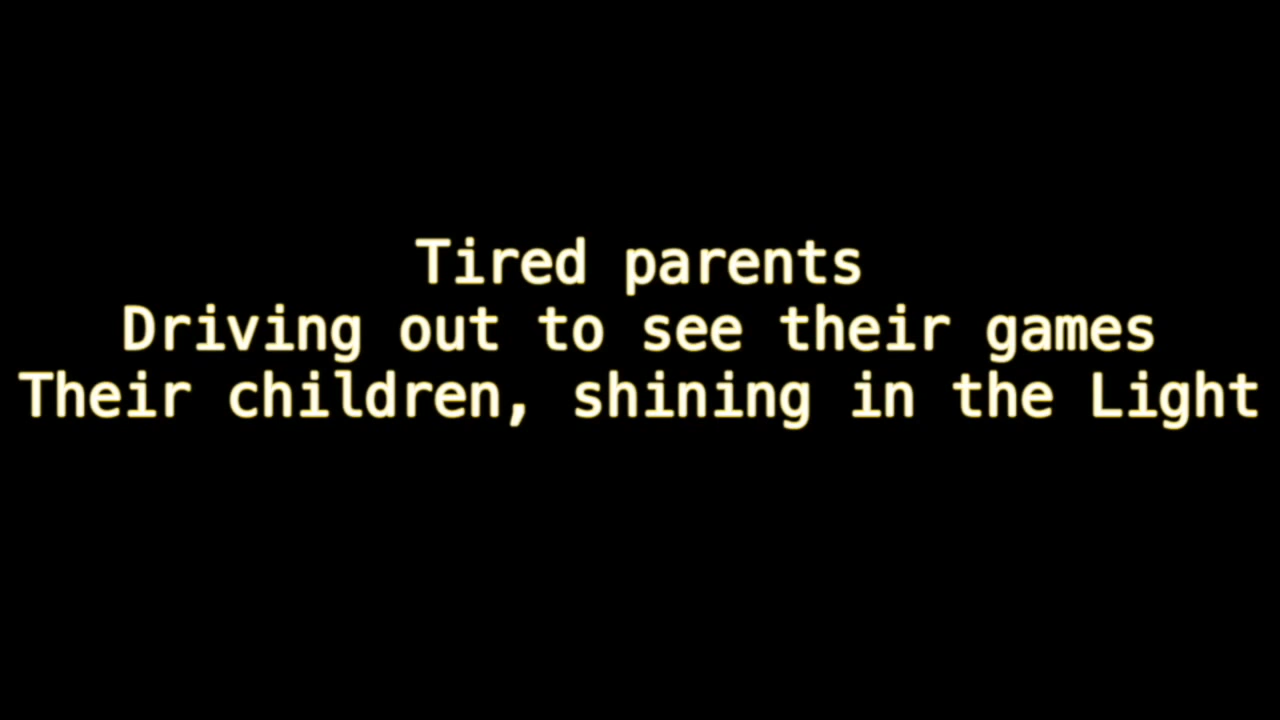 Tired parents
Driving out to see their games
Their children, shining in the Light